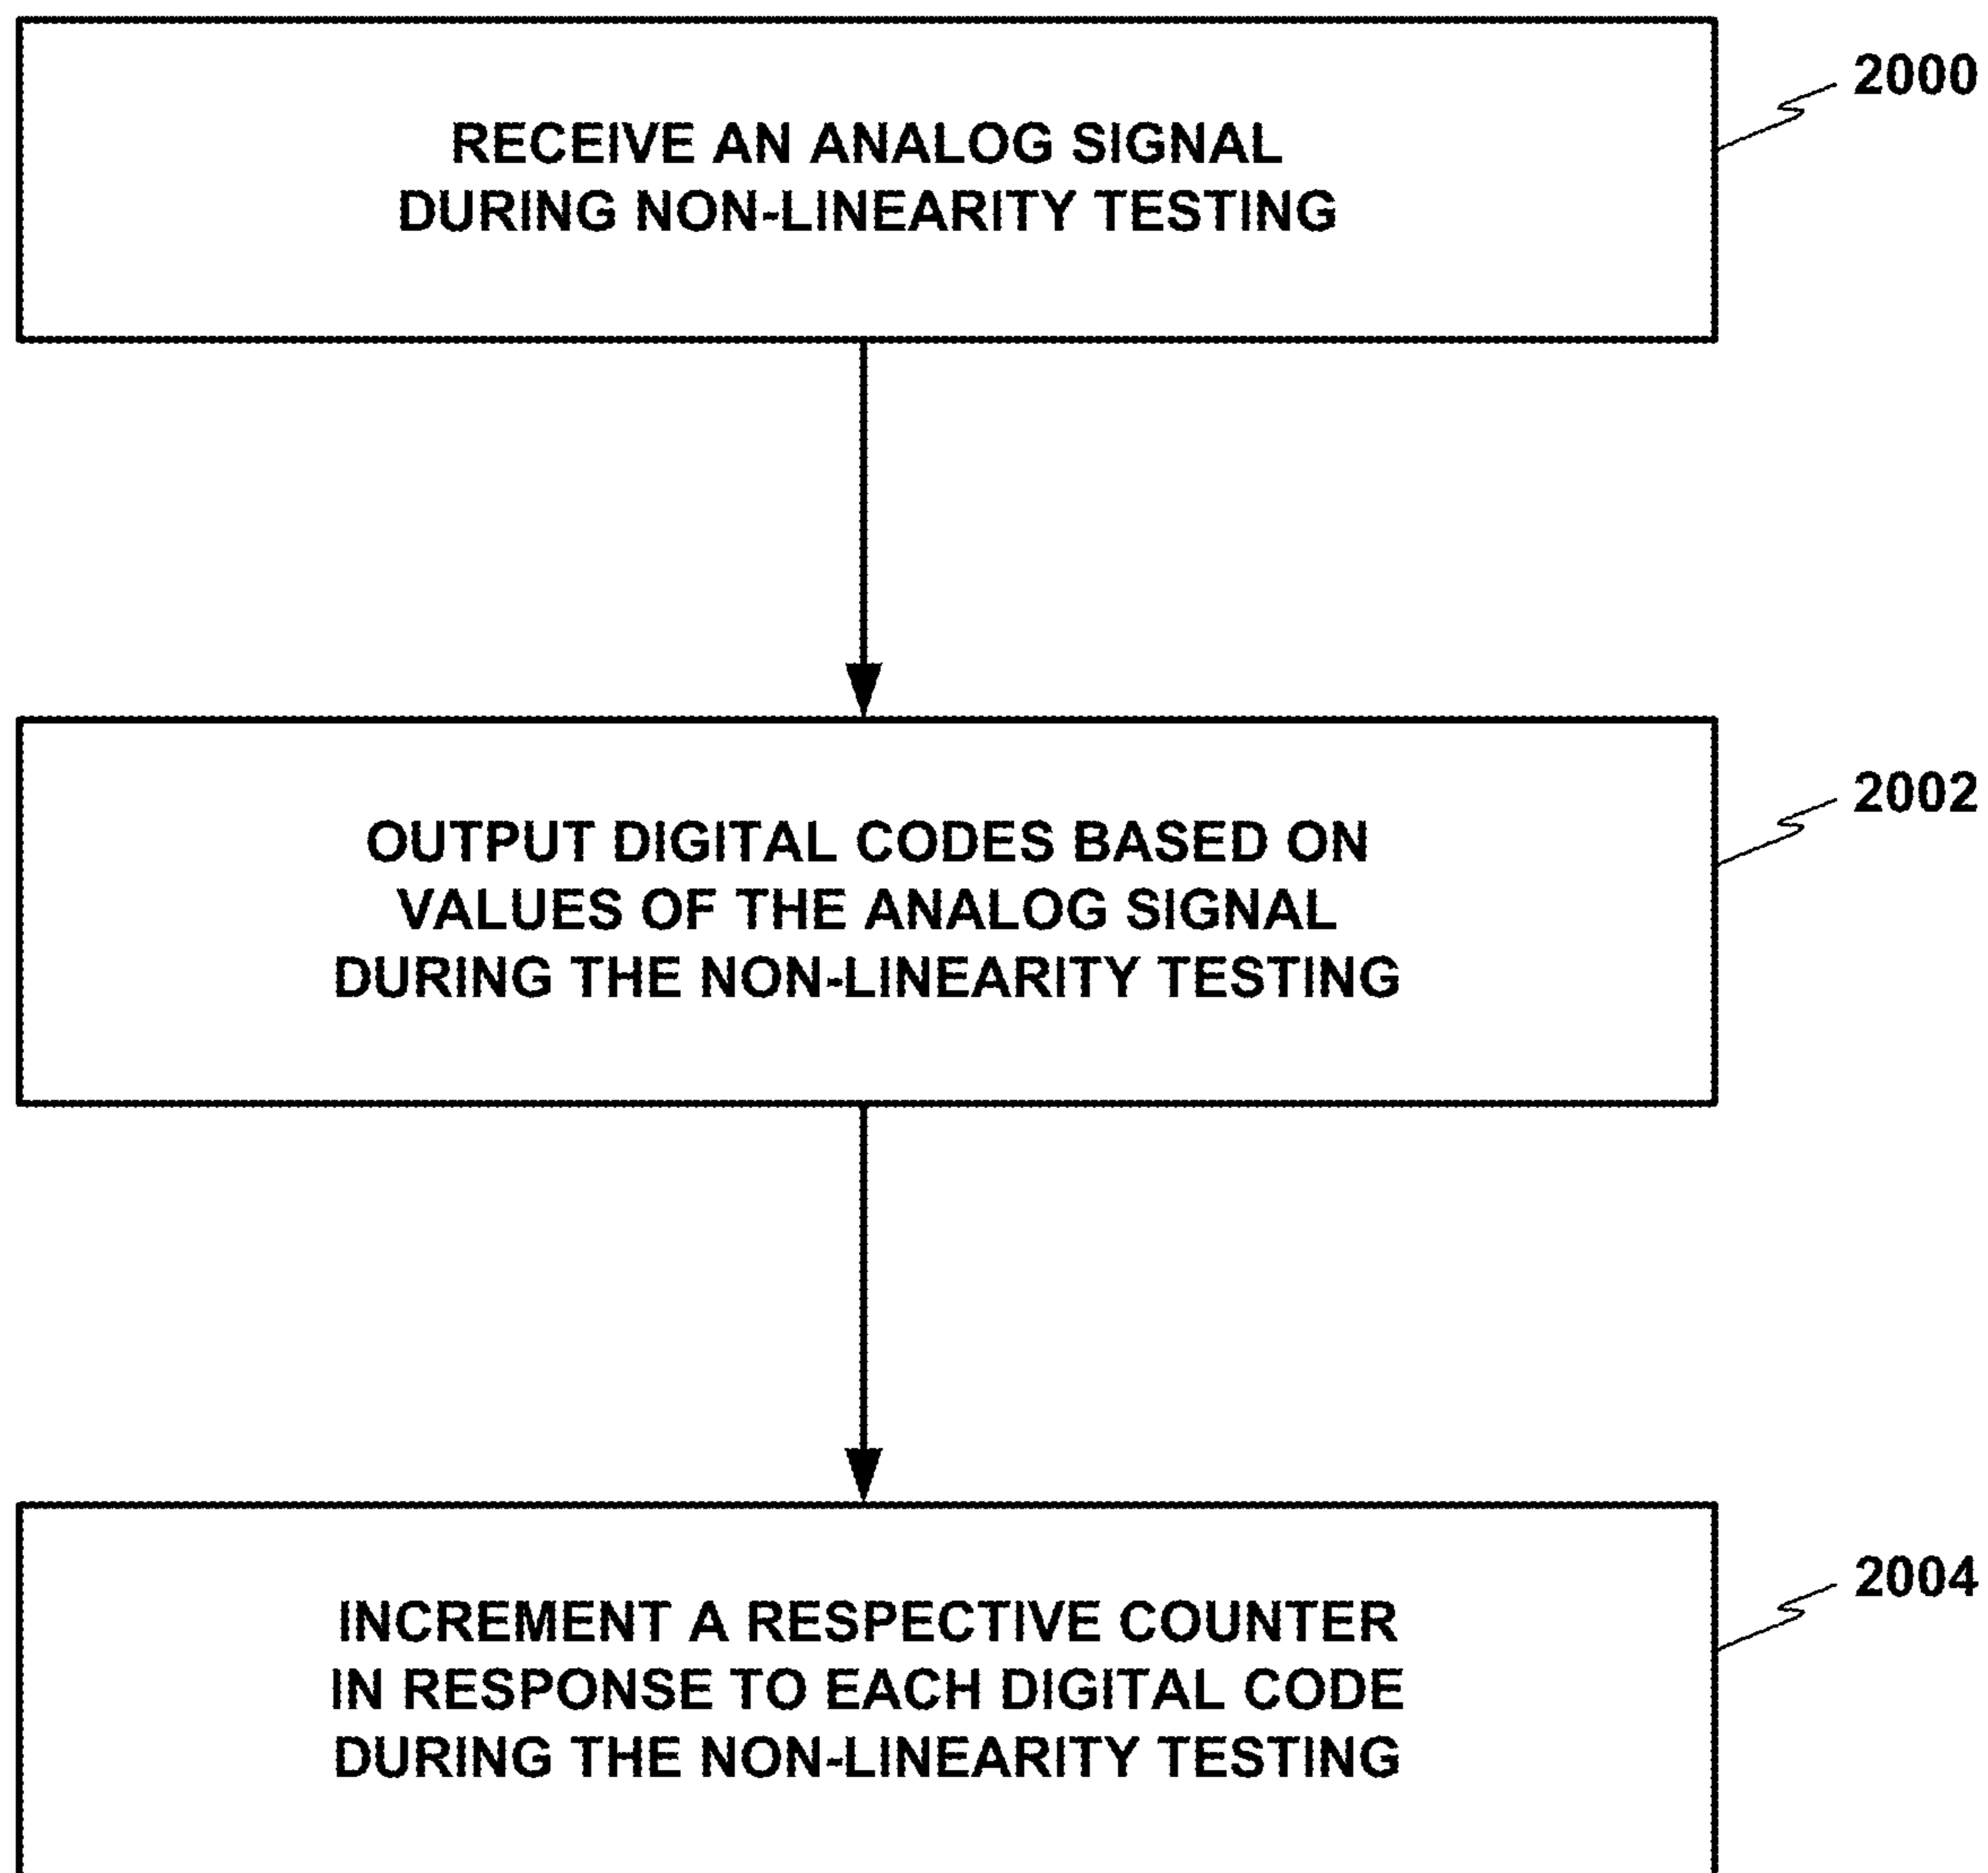 RECEIVE AN ANALOG SIGNAL
DURING NON-LINEARITY TESTING
2000
OUTPUT DIGITAL CODES BASED ON
VALUES OF THE ANALOG SIGNAL
DURING THE NON-LINEARITY TESTING
2002
INCREMENT A RESPECTIVE COUNTER
IN RESPONSE TO EACH DIGITAL CODE
DURING THE NON-LINEARITY TESTING
2004